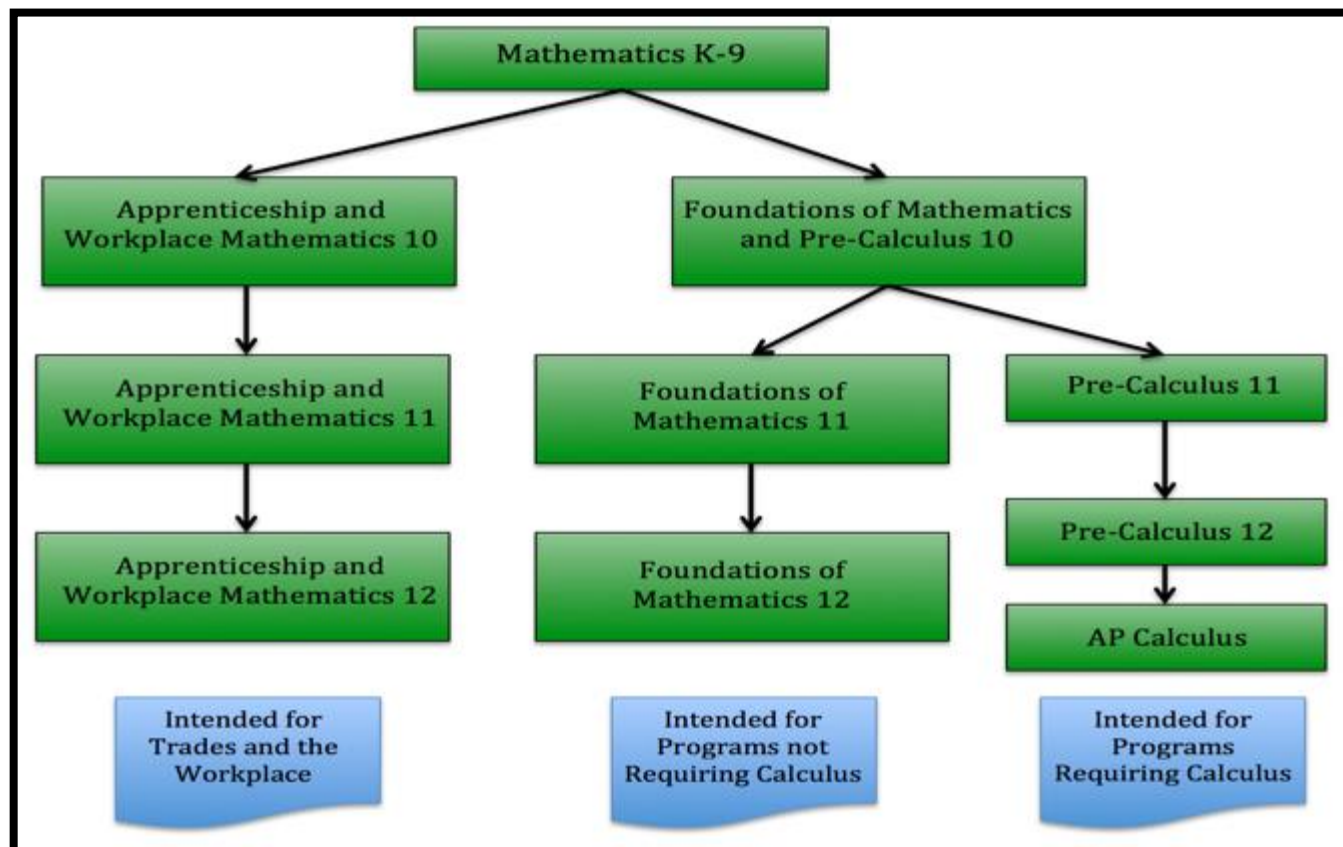 Mathematics K-9
Apprenticeship and
Workplace Mathematics 10
Foundations of Mathematics
and Pre-Calculus 10
Apprenticeship and
Workplace Mathematics 11
Foundations of
Mathematics 11
Pre-Calculus 11
Pre-Calculus 12
Apprenticeship and
Workplace Mathematics 12
Foundations of
Mathematics 12
AP Calculus
Intended for
Trades and the
Workplace
Intended for
Programs not
Requiring Calculus
Intended for
Programs
Requiring Calculus